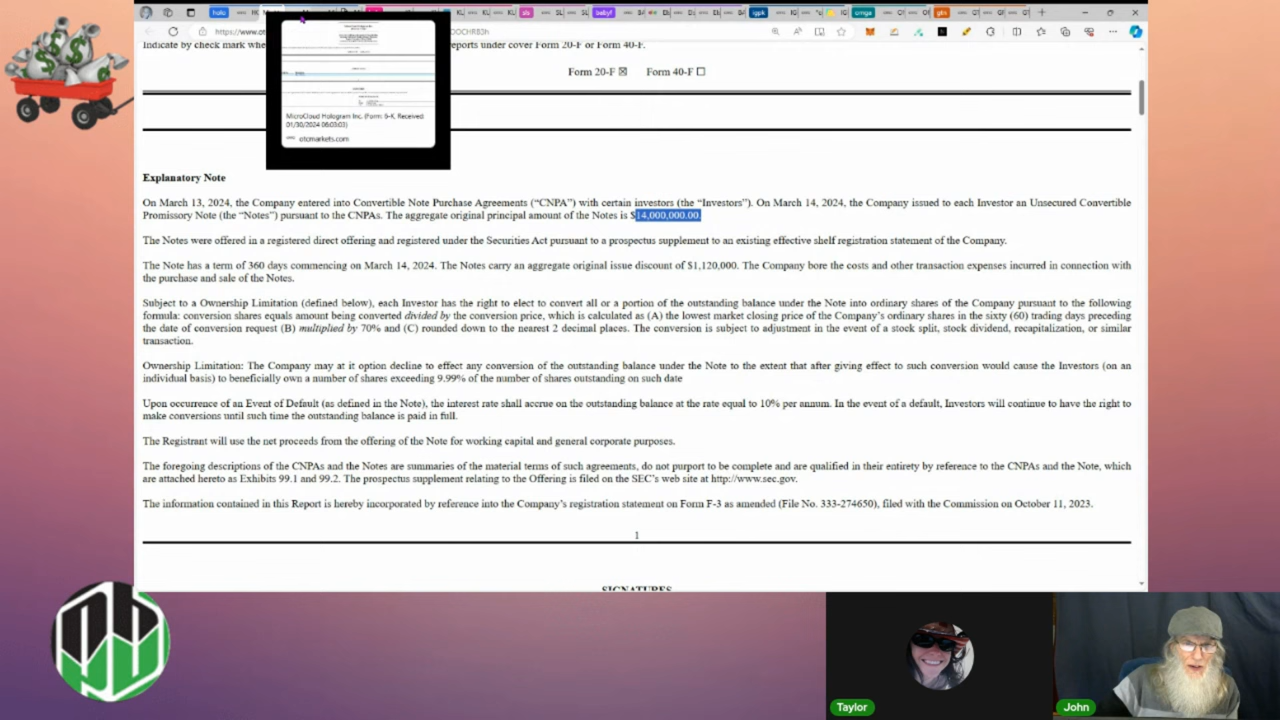 holo
sls
baby!
igpk
omga
gtis
https://www.ot
OOCHRB3h
Indicate by check mark whe
eports under cover Form 20-F or Form 40-F.
Form 20-F ☒ Form 40-F ☐
MicroCloud Hologram Inc. (Form: 6-K, Received
01/30/2024 06:03:03)
otcmarkets.com
Explanatory Note
On March 13, 2024, the Company entered into Convertible Note Purchase Agreements (“CNPA”) with certain investors (the “Investors”). On March 14, 2024, the Company issued to each Investor an Unsecured Convertible
Promissory Note (the “Notes”) pursuant to the CNPAs. The aggregate original principal amount of the Notes is $14,000,000.00.
The Notes were offered in a registered direct offering and registered under the Securities Act pursuant to a prospectus supplement to an existing effective shelf registration statement of the Company.
The Note has a term of 360 days commencing on March 14, 2024. The Notes carry an aggregate original issue discount of $1,120,000. The Company bore the costs and other transaction expenses incurred in connection with
the purchase and sale of the Notes.
Subject to a Ownership Limitation (defined below), each Investor has the right to elect to convert all or a portion of the outstanding balance under the Note into ordinary shares of the Company pursuant to the following
formula: conversion shares equals amount being converted divided by the conversion price, which is calculated as (A) the lowest market closing price of the Company’s ordinary shares in the sixty (60) trading days preceding
the date of conversion request (B) multiplied by 70% and (C) rounded down to the nearest 2 decimal places. The conversion is subject to adjustment in the event of a stock split, stock dividend, recapitalization, or similar
transaction.
Ownership Limitation: The Company may at it option decline to effect any conversion of the outstanding balance under the Note to the extent that after giving effect to such conversion would cause the Investors (on an
individual basis) to beneficially own a number of shares exceeding 9.99% of the number of shares outstanding on such date
Upon occurrence of an Event of Default (as defined in the Note), the interest rate shall accrue on the outstanding balance at the rate equal to 10% per annum. In the event of a default, Investors will continue to have the right to
make conversions until such time the outstanding balance is paid in full.
The Registrant will use the net proceeds from the offering of the Note for working capital and general corporate purposes.
The foregoing descriptions of the CNPAs and the Notes are summaries of the material terms of such agreements, do not purport to be complete and are qualified in their entirety by reference to the CNPAs and the Note, which
are attached hereto as Exhibits 99.1 and 99.2. The prospectus supplement relating to the Offering is filed on the SEC’s web site at http://www.sec.gov.
The information contained in this Report is hereby incorporated by reference into the Company’s registration statement on Form F-3 as amended (File No. 333-274650), filed with the Commission on October 11, 2023.
1
SIGNATURES
Taylor
John